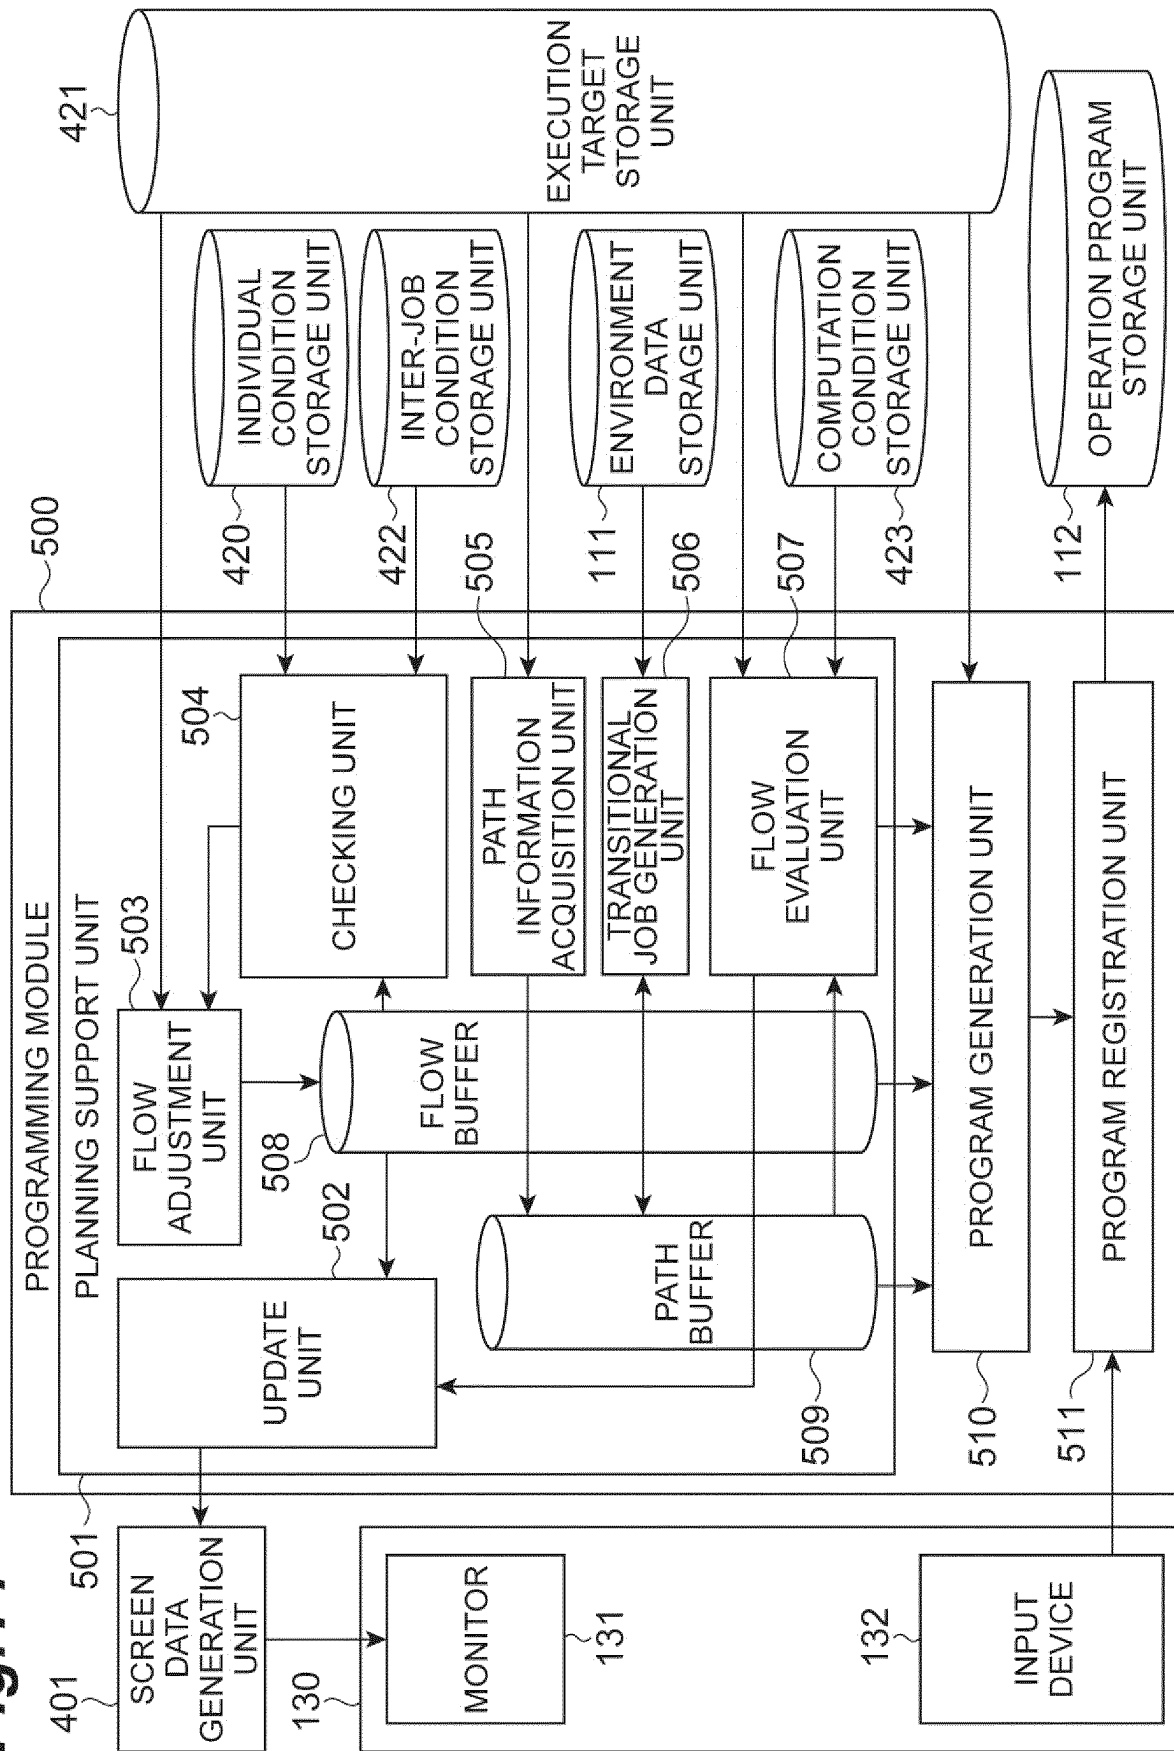 401
SCREEN
DATA
GENERATION
UNIT
130
MONITOR
131
132
INPUT
DEVICE
500
PROGRAMMING MODULE
501
PLANNING SUPPORT UNIT
UPDATE
UNIT
502
FLOW
ADJUSTMENT
UNIT
503
CHECKING UNIT
504
508
FLOW
BUFFER
PATH
BUFFER
509
PATH
INFORMATION
ACQUISITION UNIT
505
TRANSITIONAL
JOB GENERATION
UNIT
506
FLOW
EVALUATION
UNIT
507
PROGRAM GENERATION UNIT
510
PROGRAM REGISTRATION UNIT
511
INDIVIDUAL
CONDITION
STORAGE UNIT
420
INTER-JOB
CONDITION
STORAGE UNIT
422
ENVIRONMENT
DATA
STORAGE UNIT
111
COMPUTATION
CONDITION
STORAGE UNIT
423
421
EXECUTION
TARGET
STORAGE
UNIT
OPERATION PROGRAM
STORAGE UNIT
112